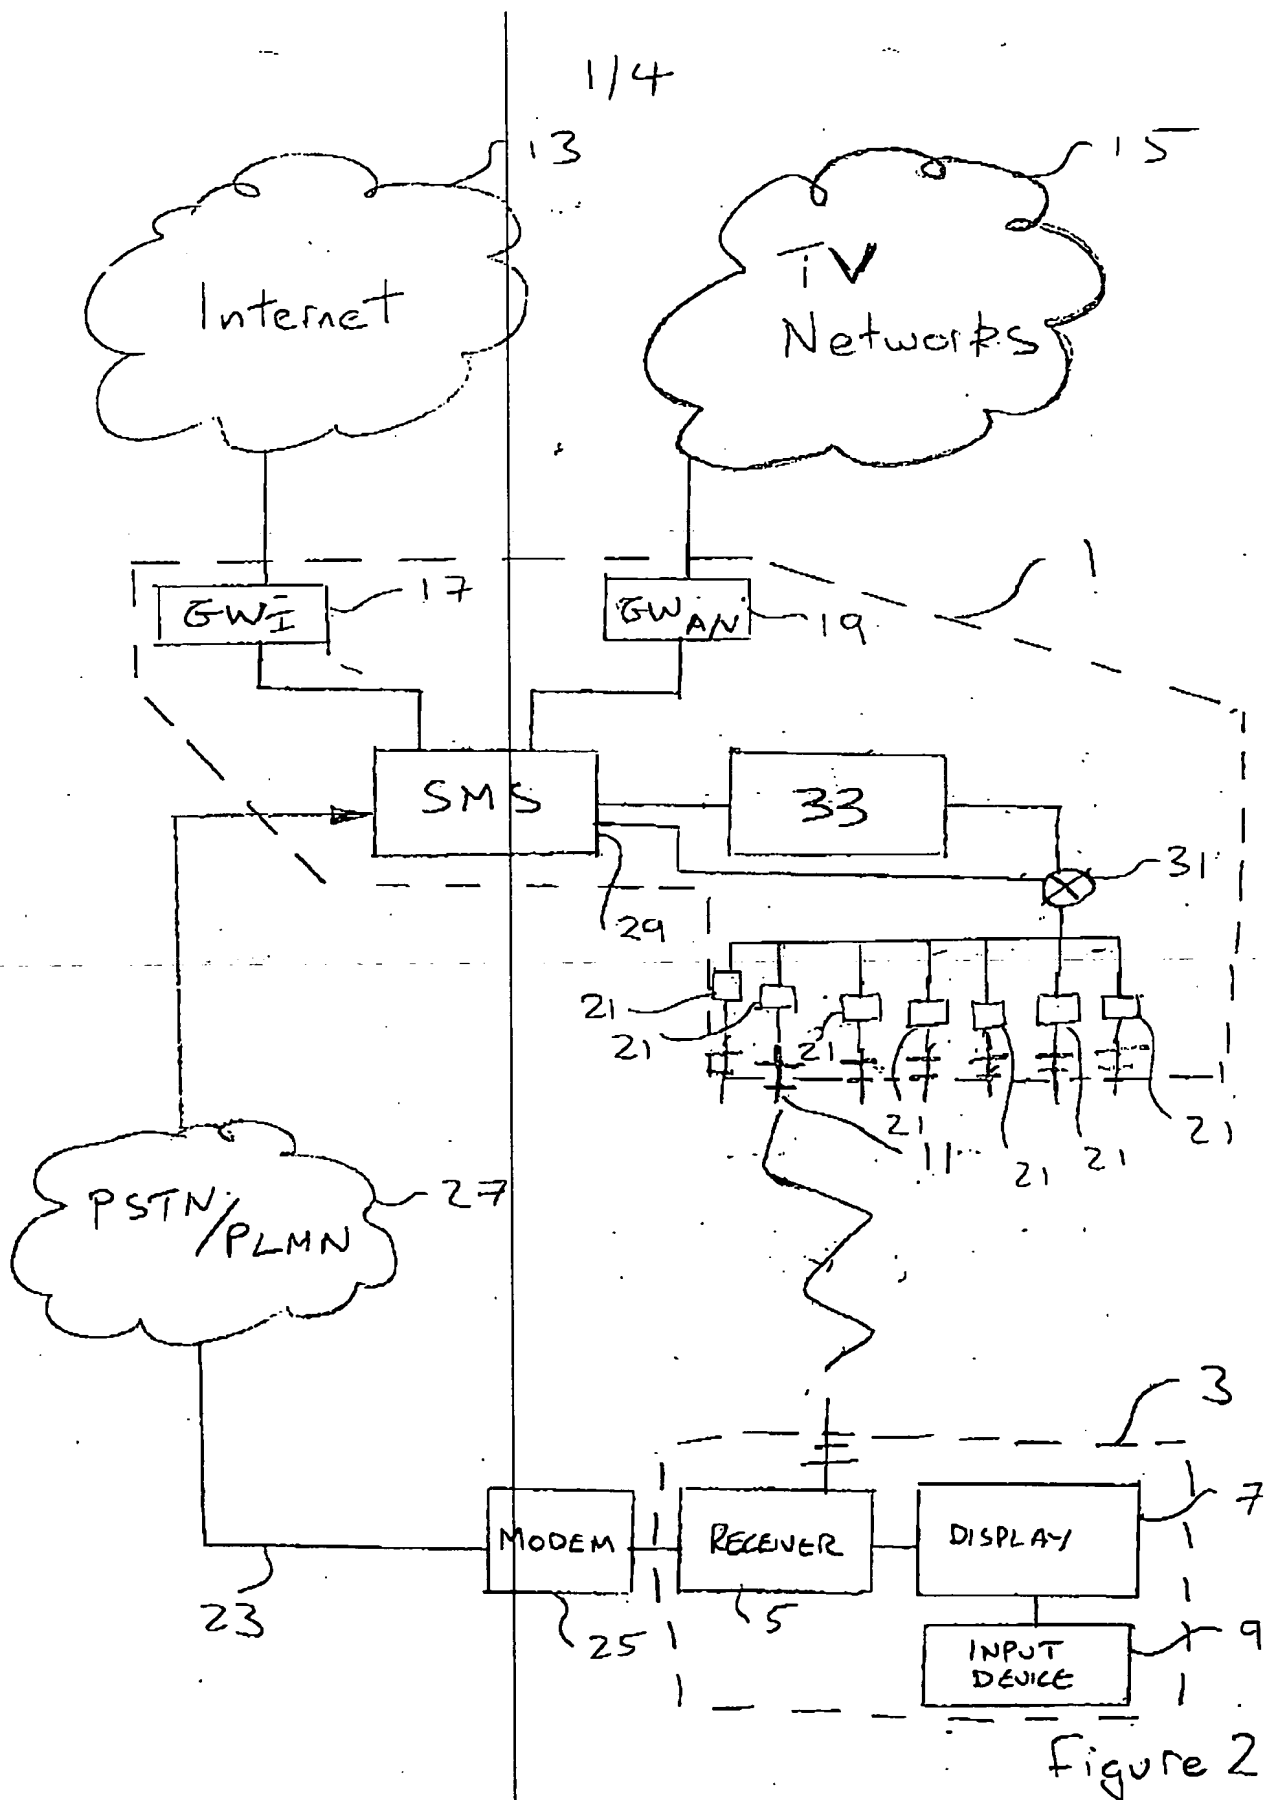 1/4
13
15
Internet
TV
Networks
1
17
GWI
GWA/V
19
SMS
33
31
29
21
21
21
21
11
21
21
21
PSTN
/PLMN
27
3
7
MODEM
RECEIVER
DISPLAY
23
25
5
9
INPUT
DEVICE
Figure 2